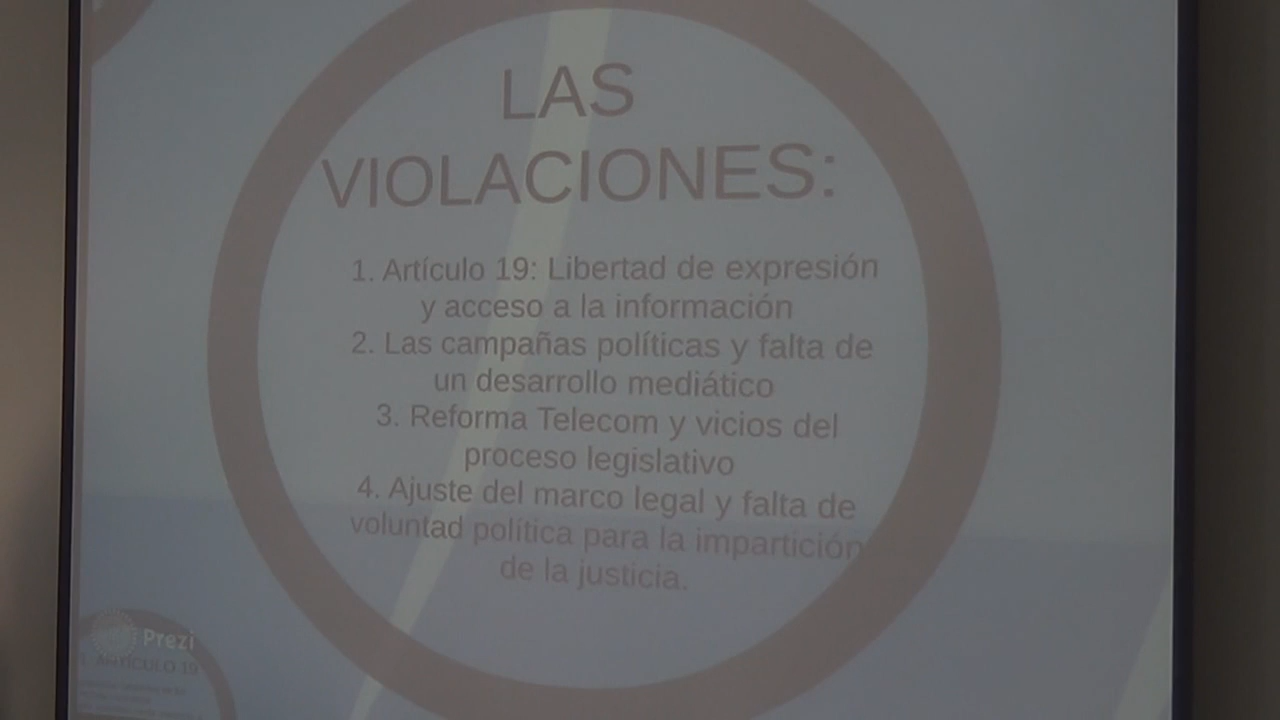 LAS
VIOLACIONES:
1. Artículo 19: Libertad de expresión
y acceso a la información
2. Las campañas políticas y falta de
un desarrollo mediático
3. Reforma Telecom y vicios del
proceso legislativo
4. Ajuste del marco legal y falta de
voluntad política para la impartición
de la justicia.
Prezi
ARTÍCULO 19